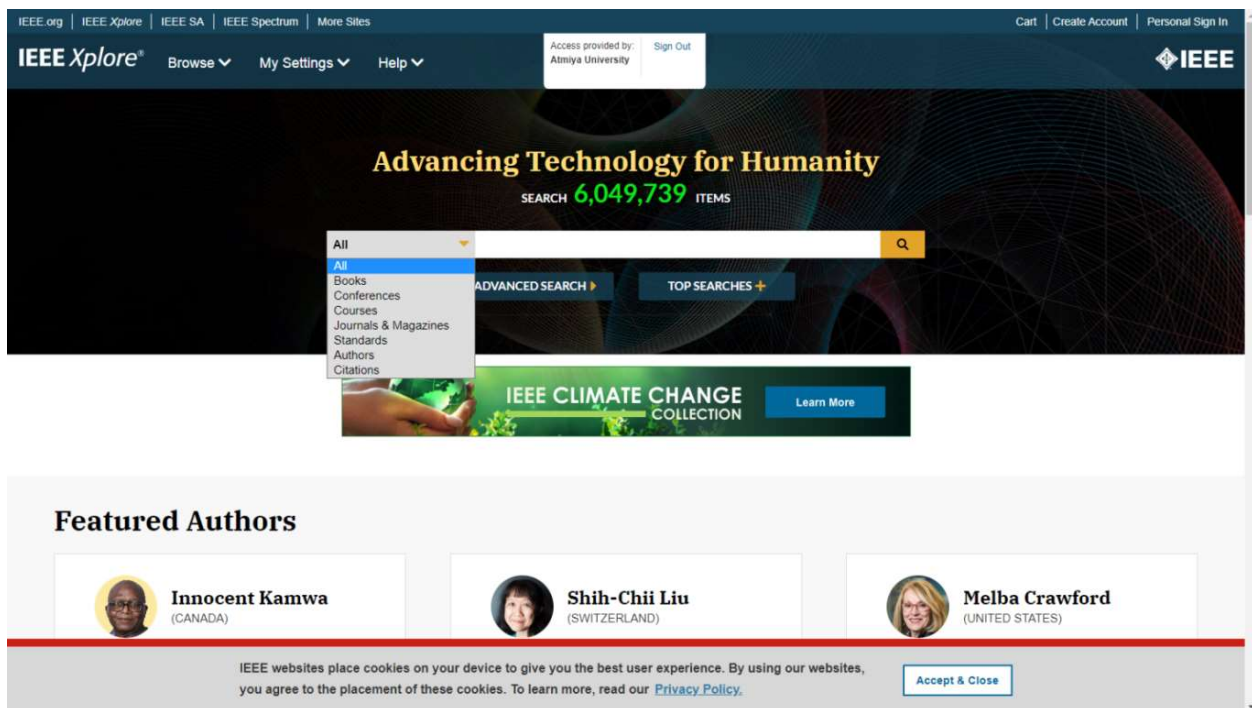 IEEE.org | IEEE Xplore | IEEE SA | IEEE Spectrum | More Sites
Cart | Create Account | Personal Sign In
IEEE Xplore®
Browse
My Settings
Help
Access provided by:
Atmiya University
Sign Out
IEEE
Advancing Technology for Humanity
SEARCH 6,049,739 ITEMS
All
All
Books
Conferences
Courses
Journals & Magazines
Standards
Authors
Citations
ADVANCED SEARCH
TOP SEARCHES +
IEEE CLIMATE CHANGE
COLLECTION
Learn More
Featured Authors
Innocent Kamwa
(CANADA)
Shih-Chii Liu
(SWITZERLAND)
Melba Crawford
(UNITED STATES)
IEEE websites place cookies on your device to give you the best user experience. By using our websites,
you agree to the placement of these cookies. To learn more, read our Privacy Policy.
Accept & Close